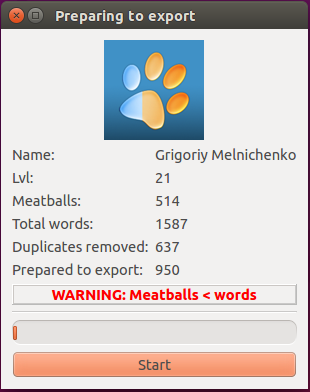 Preparing to export
Name: Grigoriy Melnichenko
Lvl: 21
Meatballs: 514
Total words: 1587
Duplicates removed: 637
Prepared to export: 950
WARNING: Meatballs < words
Start